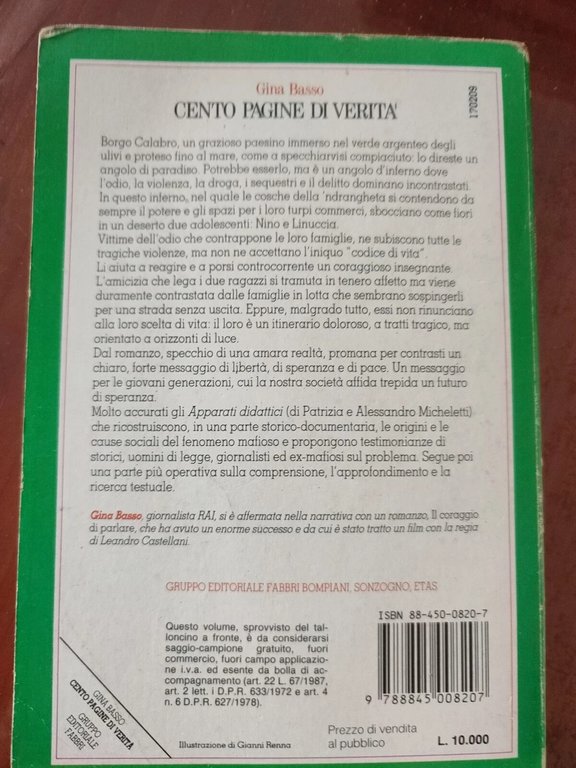 Gina Basso
CENTO PAGINE DI VERITA'
1702209
Borgo Calabro, un grazioso paesino immerso nel verde argenteo degli
ulivi e proteso fino al mare, come a specchiarvisi compiaciuto: lo direste un
angolo di paradiso. Potrebbe esserlo, ma è un angolo d'inferno dove
l'odio, la violenza, la droga, i sequestri e il delitto dominano incontrastati.
In questo inferno, nel quale le cosche della 'ndrangheta si contendono da
sempre il potere e gli spazi per i loro turpi commerci, sbocciano come fiori
in un deserto due adolescenti: Nino e Linuccia.
Vittime dell'odio che contrappone le loro famiglie, ne subiscono tutte le
tragiche violenze, ma non ne accettano l'iniquo "codice di vita".
Li aiuta a reagire e a porsi controcorrente un coraggioso insegnante.
L'amicizia che lega i due ragazzi si tramuta in tenero affetto ma viene
duramente contrastata dalle famiglie in lotta che sembrano sospingerli
per una strada senza uscita. Eppure, malgrado tutto, essi non rinunciano
alla loro scelta di vita: il loro è un itinerario doloroso, a tratti tragico, ma
orientato a orizzonti di luce.
Dal romanzo, specchio di una amara realtà, promana per contrasti un
chiaro, forte messaggio di libertà, di speranza e di pace. Un messaggio
per le giovani generazioni, cui la nostra società affida trepida un futuro
di speranza.
Molto accurati gli Apparati didattici (di Patrizia e Alessandro Micheletti)
che ricostruiscono, in una parte storico-documentaria, le origini e le
cause sociali del fenomeno mafioso e propongono testimonianze di
storici, uomini di legge, giornalisti ed ex-mafiosi sul problema. Segue poi
una parte più operativa sulla comprensione, l'approfondimento e la
ricerca testuale.
Gina Basso, giornalista RAI, si è affermata nella narrativa con un romanzo, Il coraggio
di parlare, che ha avuto un enorme successo e da cui è stato tratto un film con la regia
di Leandro Castellani.
GRUPPO EDITORIALE FABBRI BOMPIANI, SONZOGNO, ETAS
Questo volume, sprovvisto del tal-
loncino a fronte, è da considerarsi
saggio-campione gratuito, fuori
commercio, fuori campo applicazio-
ne i.v.a. ed esente da bolla di ac-
compagnamento (art. 22 L. 67/1987,
art. 2 lett. i D.P.R. 633/1972 e art. 4
n. 6 D.P.R. 627/1978).
ISBN 88-450-0820-7
9 788845 008207
GINA BASSO
CENTO PAGINE DI VERITA'
GRUPPO
EDITORIALE
FABBRI
Illustrazione di Gianni Renna
Prezzo di vendita
al pubblico
L. 10.000